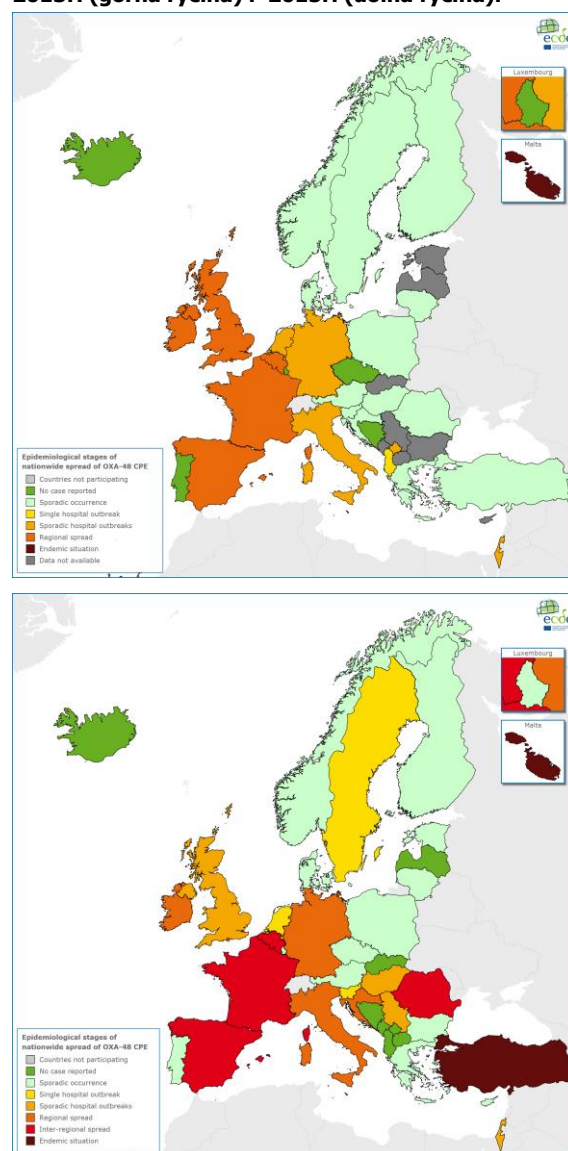 2013r. (górna rycina) i 2015r. (dolna rycina).
ecdc
Luxembourg
Malta
Epidemiological stages of
nationwide spread of OXA-48 CPE
Countries not participating
No case reported
Sporadic occurrence
Single hospital outbreak
Sporadic hospital outbreaks
Regional spread
Endemic situation
Data not available
ecdc
Luxembourg
Malta
Epidemiological stages of
nationwide spread of OXA-48 CPE
Countries not participating
No case reported
Sporadic occurrence
Single hospital outbreak
Sporadic hospital outbreaks
Regional spread
Inter-regional spread
Endemic situation